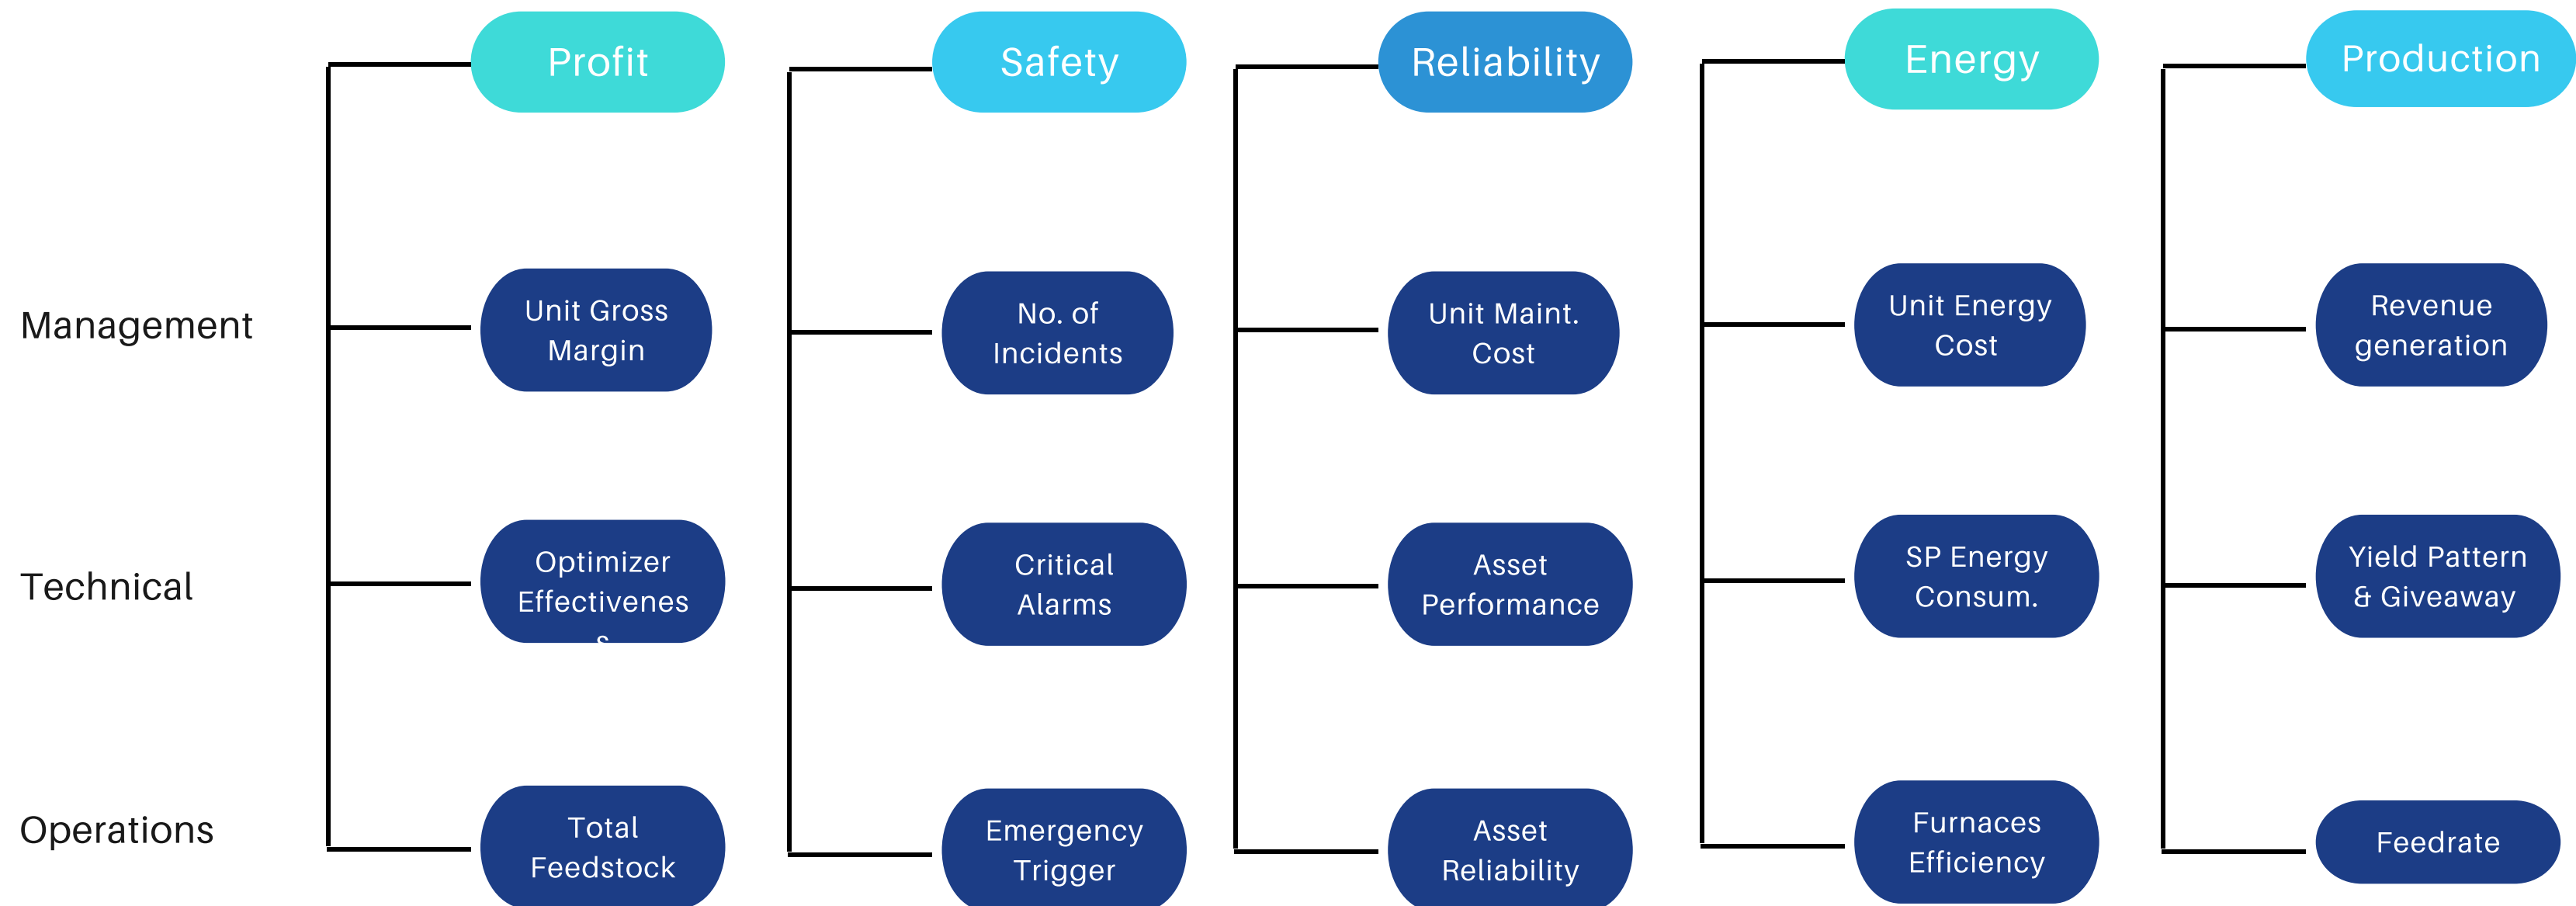 Profit
Safety
Reliability
Energy
Production
Management
Unit Gross
Margin
No. of
Incidents
Unit Maint.
Cost
Unit Energy
Cost
Revenue
generation
Technical
Optimizer
Effectivenes
s
Critical
Alarms
Asset
Performance
SP Energy
Consum.
Yield Pattern
& Giveaway
Operations
Total
Feedstock
Emergency
Trigger
Asset
Reliability
Furnaces
Efficiency
Feedrate